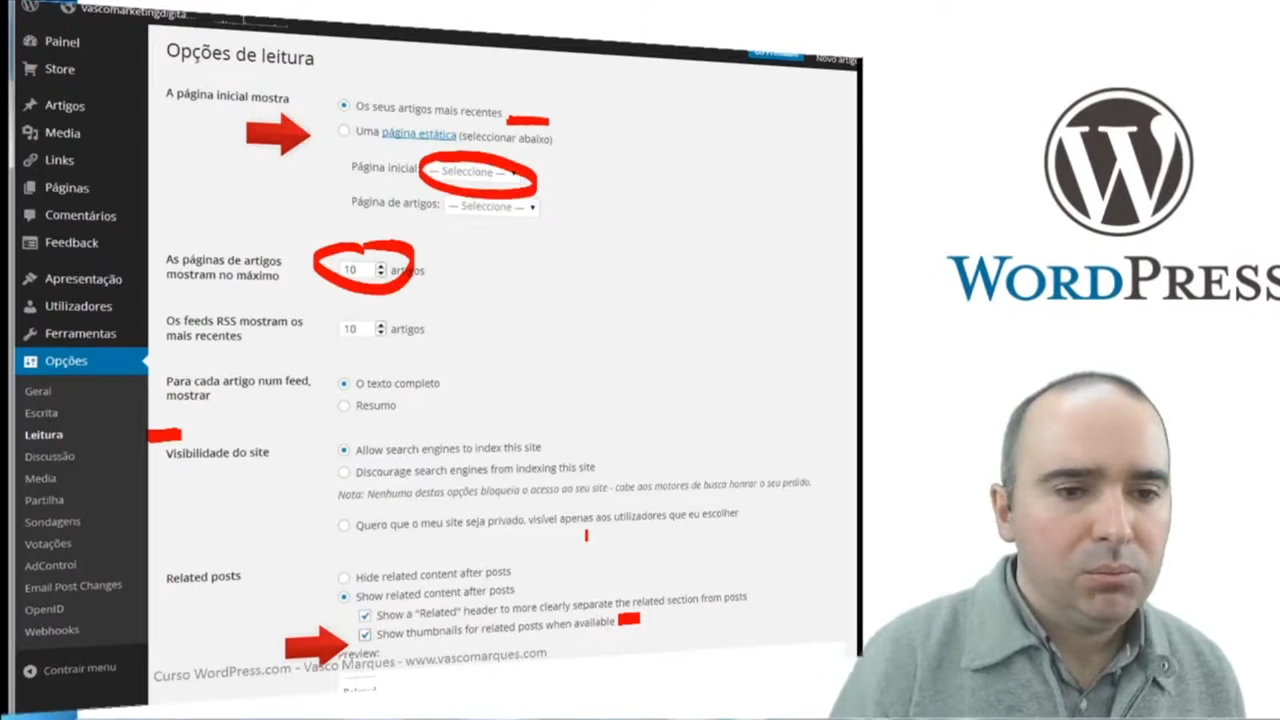 vascomarketingdigita...
Novo artig
Painel
Store
Artigos
Media
Links
Páginas
Comentários
Feedback
Apresentação
Utilizadores
Ferramentas
Opções
Geral
Escrita
Leitura
Discussão
Media
Partilha
Sondagens
Votações
AdControl
Email Post Changes
OpenID
Webhooks
Contrair menu
Opções de leitura
A página inicial mostra
Os seus artigos mais recentes
Uma página estática (seleccionar abaixo)
Página inicial: — Seleccione —
Página de artigos: — Seleccione —
As páginas de artigos
mostram no máximo
10 artigos
Os feeds RSS mostram os
mais recentes
10 artigos
Para cada artigo num feed,
mostrar
O texto completo
Resumo
Visibilidade do site
Allow search engines to index this site
Discourage search engines from indexing this site
Nota: Nenhuma destas opções bloqueia o acesso ao seu site - cabe aos motores de busca honrar o seu pedido.
Quero que o meu site seja privado, visível apenas aos utilizadores que eu escolher
Related posts
Hide related content after posts
Show related content after posts
Show a "Related" header to more clearly separate the related section from posts
Show thumbnails for related posts when available
Preview:
Curso WordPress.com - Vasco Marques - www.vascomarques.com
WORDPRESS